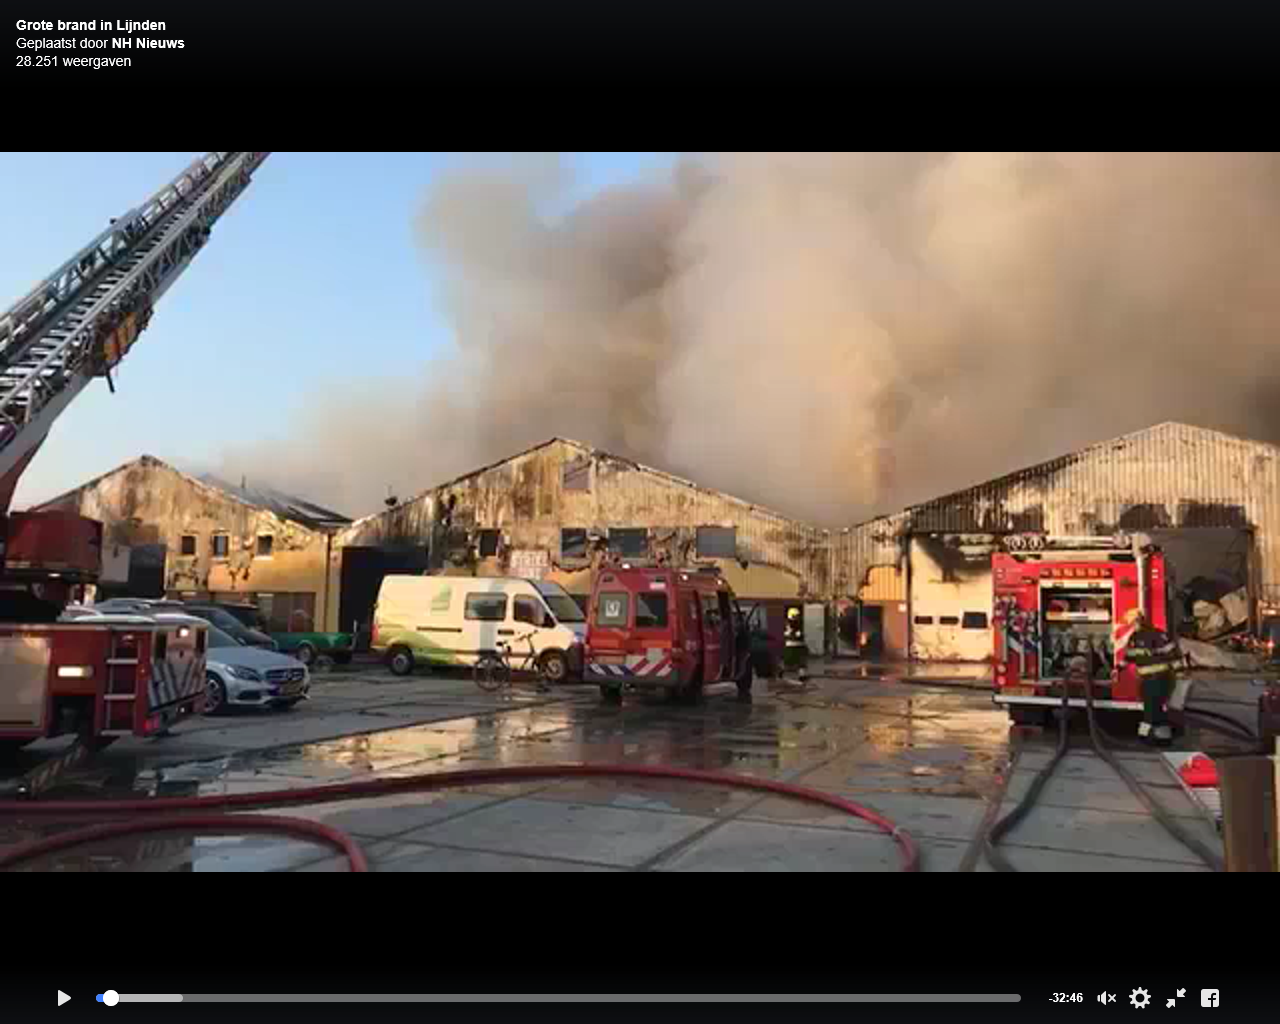 Grote brand in Lijnden
Geplaatst door NH Nieuws
28.251 weergaven
-32:46